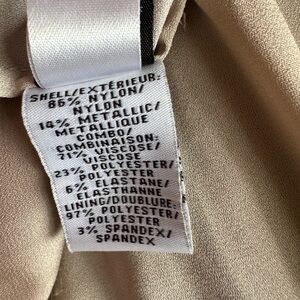 SHELL/EXTÉRIEUR:
86% NYLON/
NYLON
14% METALLIC/
METALLIQUE
COMBO/
COMBINAISON:
71% VISCOSE/
VISCOSE
23% POLYESTER/
POLYESTER
6% ELASTANE/
ELASTHANNE
LINING/DOUBLURE:
97% POLYESTER/
POLYESTER
3% SPANDEX/
SPANDEX